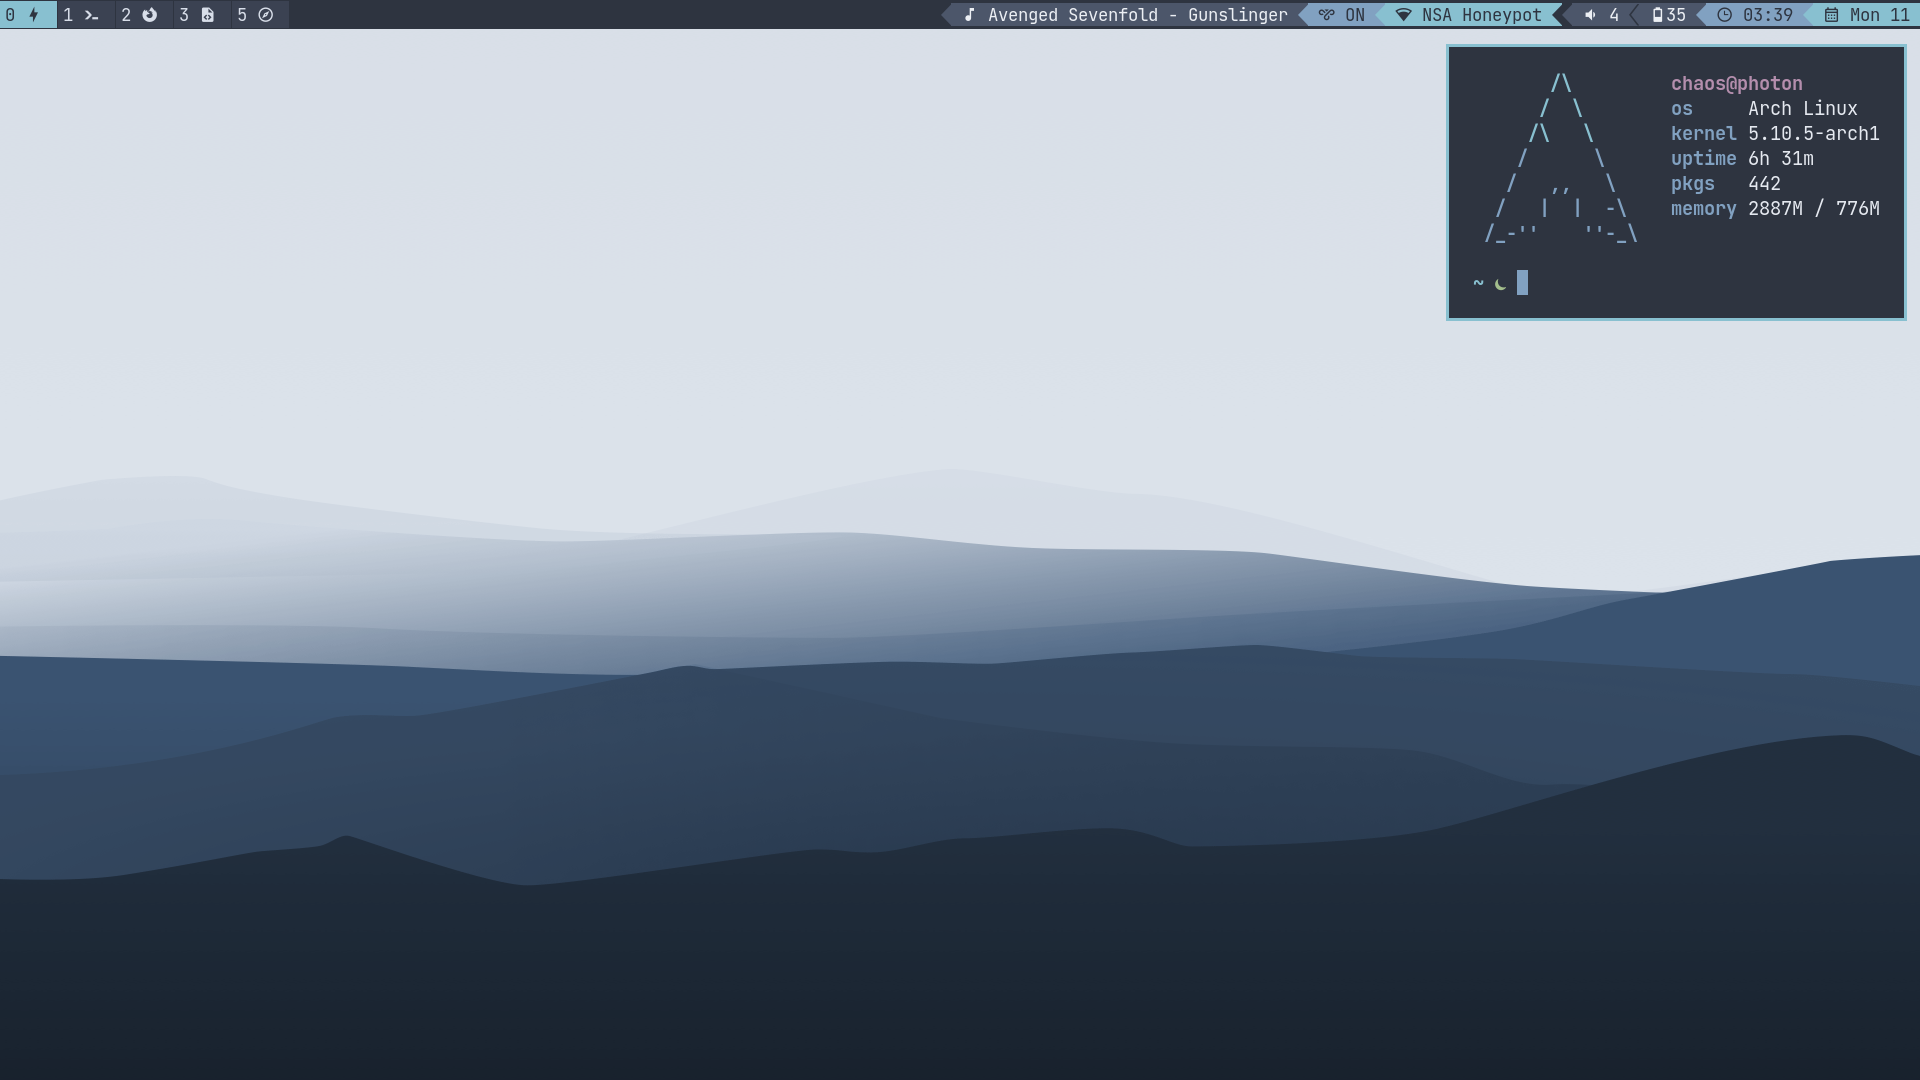 0 1 2 3 5 Avenged Sevenfold - Gunslinger ON NSA Honeypot 4 35 03:39 Mon 11
chaos@photon
os Arch Linux
kernel 5.10.5-arch1
uptime 6h 31m
pkgs 442
memory 2887M / 776M
~